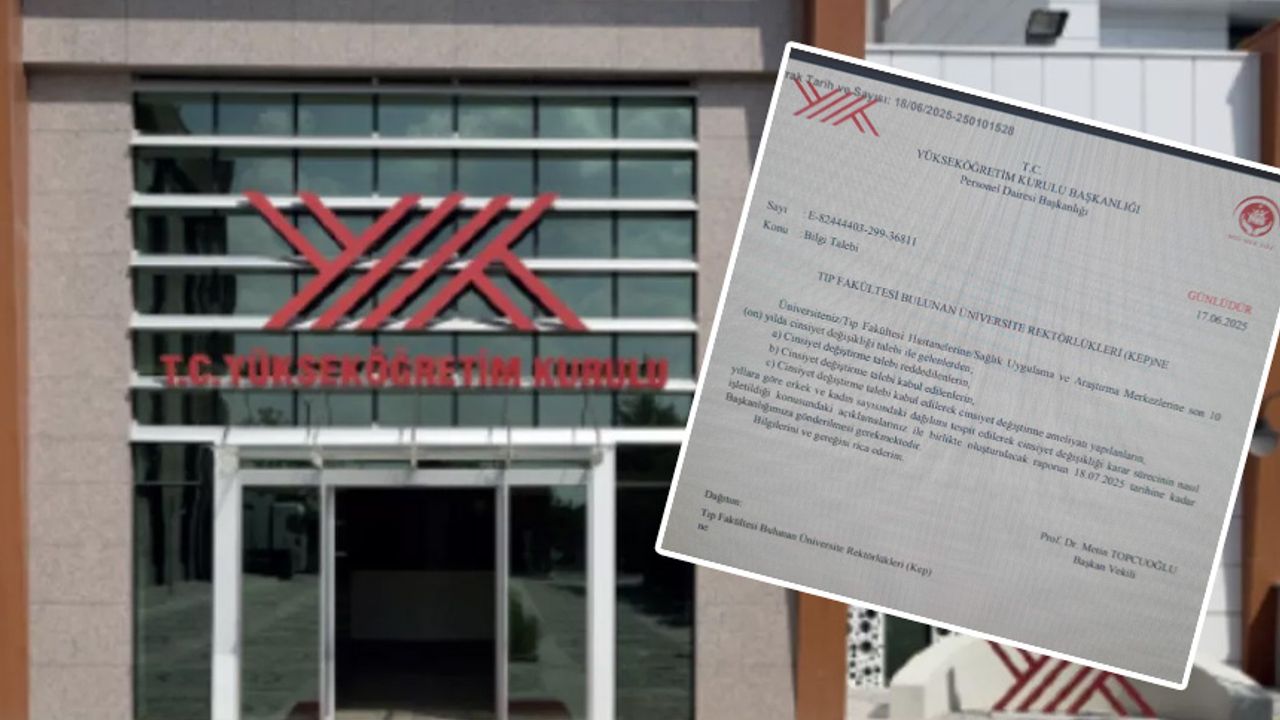 T.C. YÜKSEKÖĞRETİM KURULU
rak Tarih ve Sayısı: 18/06/2025-250101528
T.C.
YÜKSEKÖĞRETİM KURULU BAŞKANLIĞI
Personel Dairesi Başkanlığı
Sayı : E-82444403-299-36811
Konu : Bilgi Talebi
GÜNLÜDÜR
17.06.2025
TIP FAKÜLTESİ BULUNAN ÜNİVERSİTE REKTÖRLÜKLERİ (KEP)NE
Üniversiteniz/Tıp Fakültesi Hastanelerine/Sağlık Uygulama ve Araştırma Merkezlerine son 10
(on) yılda cinsiyet değişikliği talebi ile gelenlerden;
a) Cinsiyet değiştirme talebi reddedilenlerin,
b) Cinsiyet değiştirme talebi kabul edilenlerin,
c) Cinsiyet değiştirme talebi kabul edilerek cinsiyet değiştirme ameliyatı yapılanların,
yıllara göre erkek ve kadın sayısındaki dağılımı tespit edilerek cinsiyet değişikliği karar sürecinin nasıl
işletildiği konusundaki açıklamalarınız ile birlikte oluşturulacak raporun 18.07.2025 tarihine kadar
Başkanlığımıza gönderilmesi gerekmektedir.
Bilgilerini ve gereğini rica ederim.
Prof. Dr. Metin TOPCUOĞLU
Başkan Vekili
Dağıtım:
Tıp Fakültesi Bulunan Üniversite Rektörlükleri (Kep)
ne